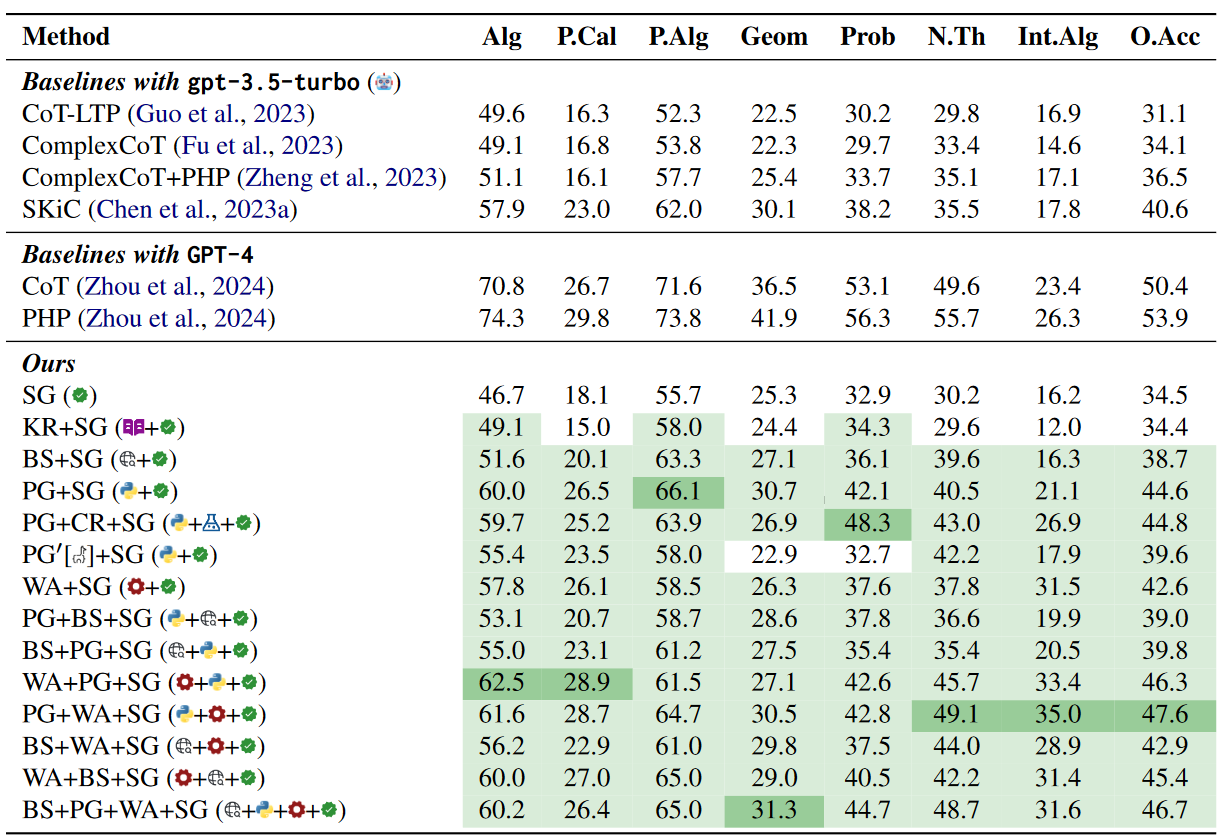 Method Alg P.Cal P.Alg Geom Prob N.Th Int.Alg O.Acc
Baselines with gpt-3.5-turbo (🤖)
CoT-LTP (Guo et al., 2023) 49.6 16.3 52.3 22.5 30.2 29.8 16.9 31.1
ComplexCoT (Fu et al., 2023) 49.1 16.8 53.8 22.3 29.7 33.4 14.6 34.1
ComplexCoT+PHP (Zheng et al., 2023) 51.1 16.1 57.7 25.4 33.7 35.1 17.1 36.5
SKiC (Chen et al., 2023a) 57.9 23.0 62.0 30.1 38.2 35.5 17.8 40.6
Baselines with GPT-4
CoT (Zhou et al., 2024) 70.8 26.7 71.6 36.5 53.1 49.6 23.4 50.4
PHP (Zhou et al., 2024) 74.3 29.8 73.8 41.9 56.3 55.7 26.3 53.9
Ours
SG () 46.7 18.1 55.7 25.3 32.9 30.2 16.2 34.5
KR+SG (+) 49.1 15.0 58.0 24.4 34.3 29.6 12.0 34.4
BS+SG (+) 51.6 20.1 63.3 27.1 36.1 39.6 16.3 38.7
PG+SG (+) 60.0 26.5 66.1 30.7 42.1 40.5 21.1 44.6
PG+CR+SG (++) 59.7 25.2 63.9 26.9 48.3 43.0 26.9 44.8
PG′[]+SG (+) 55.4 23.5 58.0 22.9 32.7 42.2 17.9 39.6
WA+SG (+) 57.8 26.1 58.5 26.3 37.6 37.8 31.5 42.6
PG+BS+SG (++) 53.1 20.7 58.7 28.6 37.8 36.6 19.9 39.0
BS+PG+SG (++) 55.0 23.1 61.2 27.5 35.4 35.4 20.5 39.8
WA+PG+SG (++) 62.5 28.9 61.5 27.1 42.6 45.7 33.4 46.3
PG+WA+SG (++) 61.6 28.7 64.7 30.5 42.8 49.1 35.0 47.6
BS+WA+SG (++) 56.2 22.9 61.0 29.8 37.5 44.0 28.9 42.9
WA+BS+SG (++) 60.0 27.0 65.0 29.0 40.5 42.2 31.4 45.4
BS+PG+WA+SG (+++) 60.2 26.4 65.0 31.3 44.7 48.7 31.6 46.7